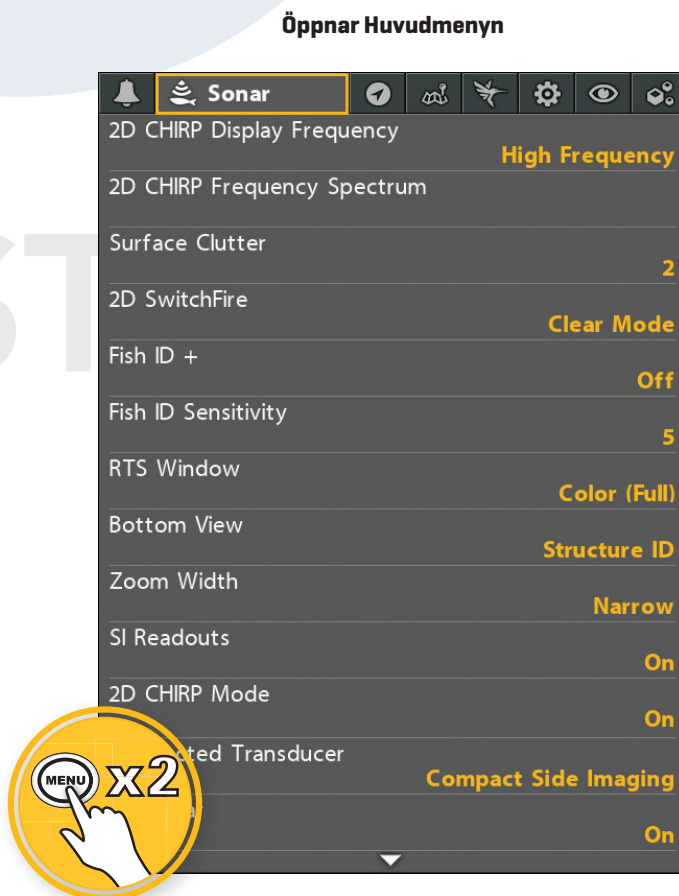 Öppnar Huvudmenyn
Sonar
2D CHIRP Display Frequency
High Frequency
2D CHIRP Frequency Spectrum
Surface Clutter
2
2D SwitchFire
Clear Mode
Fish ID +
Off
Fish ID Sensitivity
5
RTS Window
Color (Full)
Bottom View
Structure ID
Zoom Width
Narrow
SI Readouts
On
2D CHIRP Mode
On
cted Transducer
Compact Side Imaging
On
MENU x2
ST